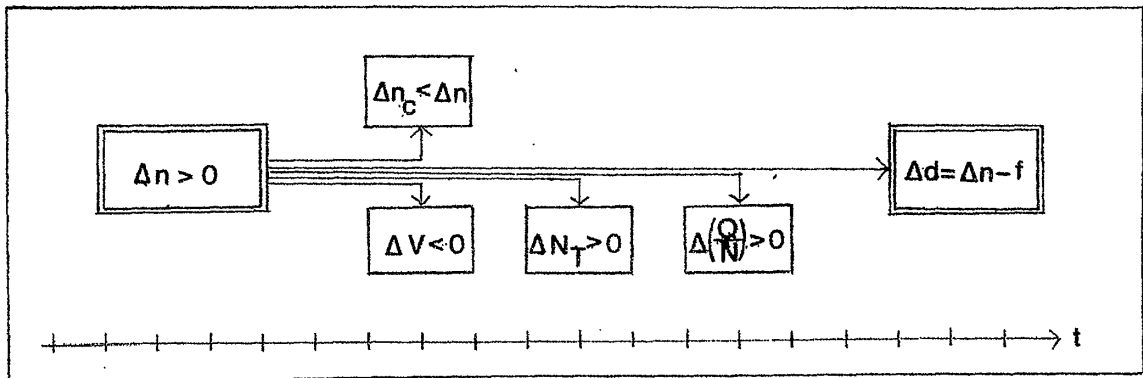 Δn_c < Δn
Δn > 0
Δd = Δn - f
ΔV < 0
ΔN_T > 0
Δ(Q/N) > 0
t